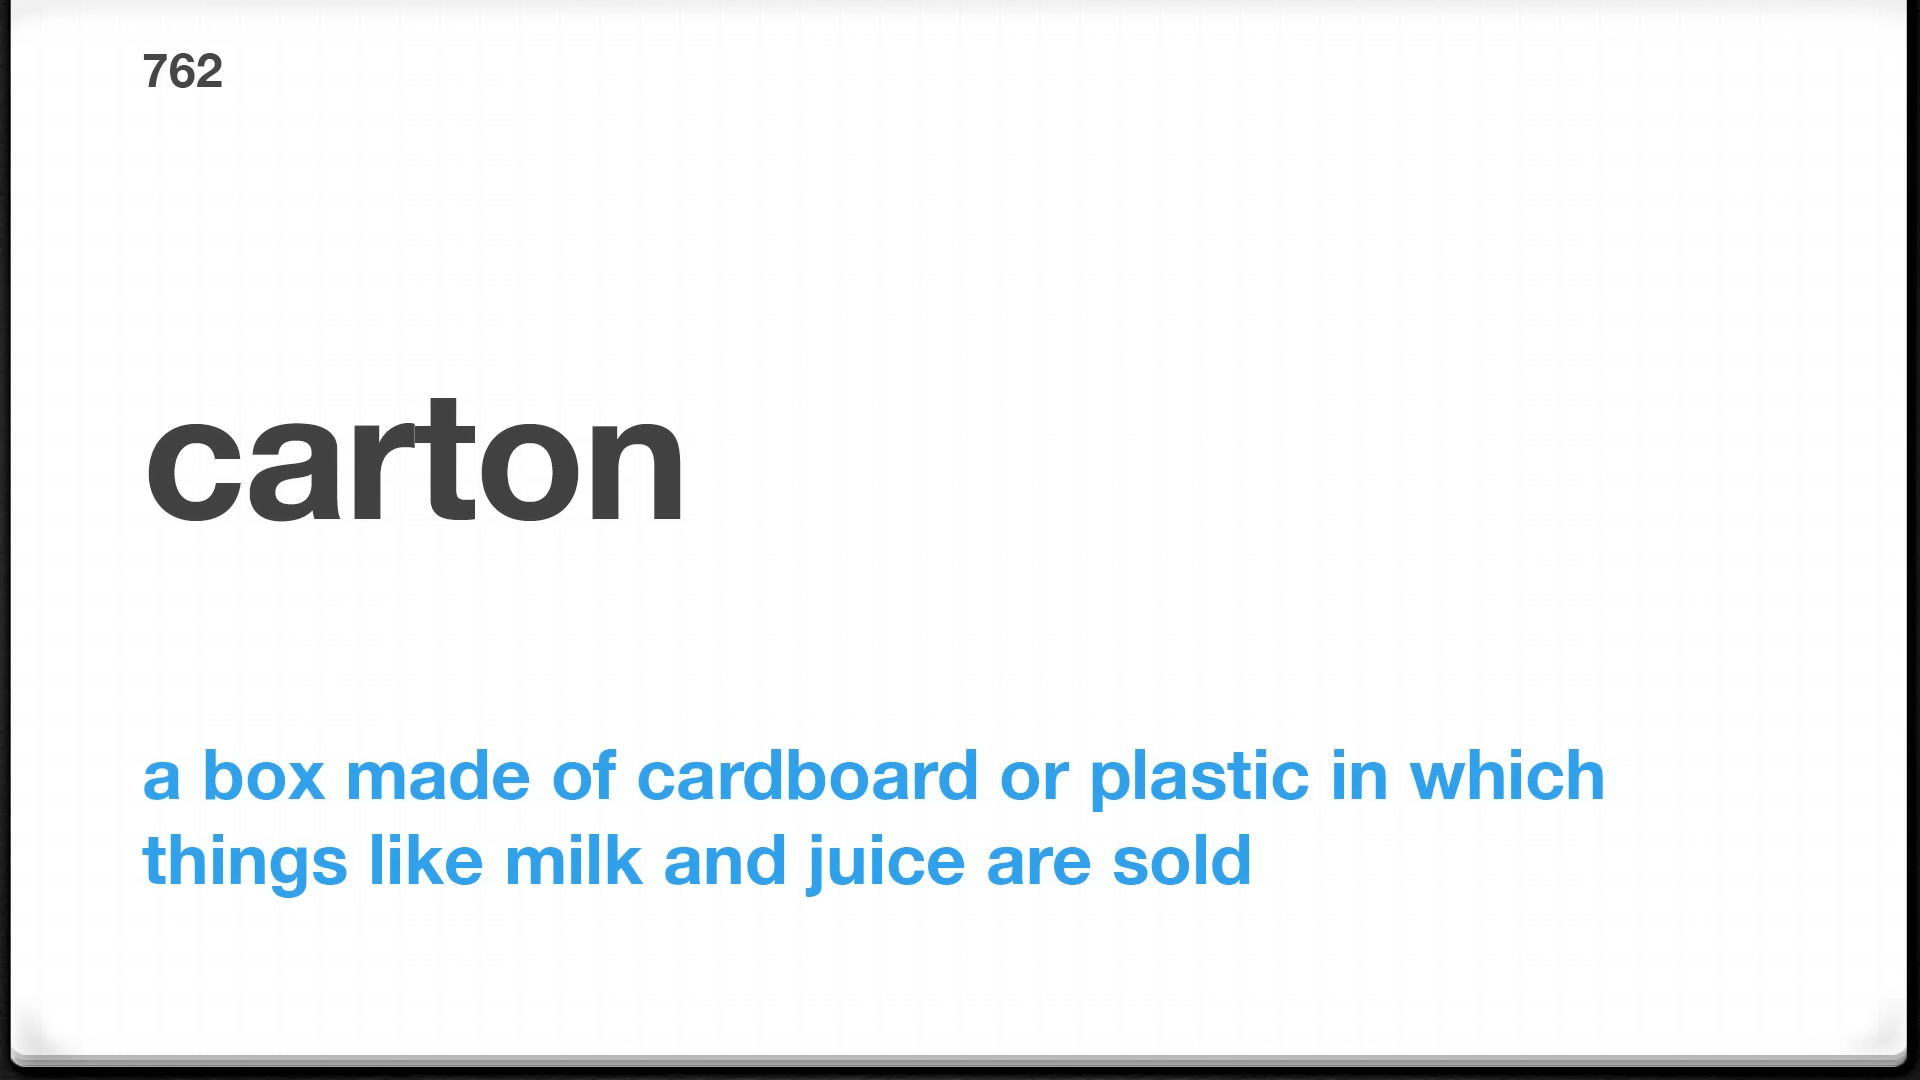 762
carton
a box made of cardboard or plastic in which
things like milk and juice are sold